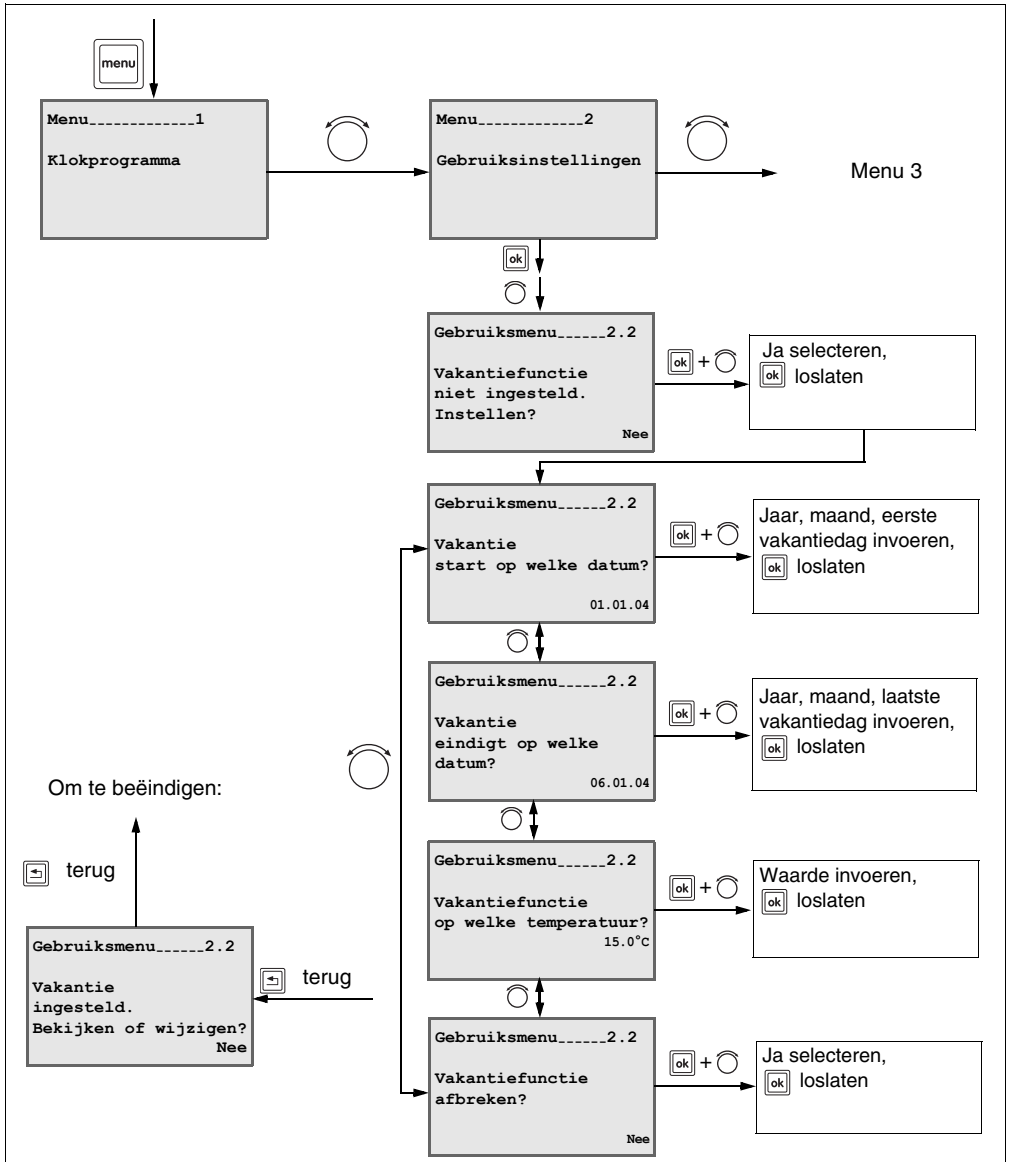 menu
Menu_____________1
Klokprogramma
Menu_____________2
Gebruiksinstellingen
Menu 3
ok
Gebruiksmenu______2.2
Vakantiefunctie
niet ingesteld.
Instellen?
Nee
ok +
Ja selecteren,
ok loslaten
Gebruiksmenu______2.2
Vakantie
start op welke datum?
01.01.04
ok +
Jaar, maand, eerste
vakantiedag invoeren,
ok loslaten
Gebruiksmenu______2.2
Vakantie
eindigt op welke
datum?
06.01.04
ok +
Jaar, maand, laatste
vakantiedag invoeren,
ok loslaten
Gebruiksmenu______2.2
Vakantiefunctie
op welke temperatuur?
15.0°C
ok +
Waarde invoeren,
ok loslaten
Gebruiksmenu______2.2
Vakantiefunctie
afbreken?
Nee
ok +
Ja selecteren,
ok loslaten
terug
Gebruiksmenu______2.2
Vakantie
ingesteld.
Bekijken of wijzigen?
Nee
terug
Om te beëindigen: